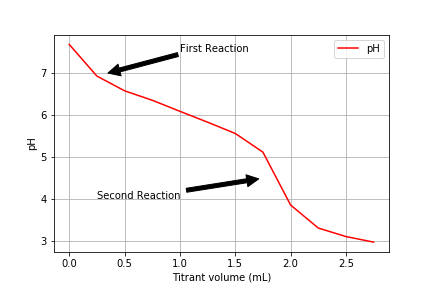 First Reaction
pH
7
6
5
4
3
pH
Second Reaction
0.0 0.5 1.0 1.5 2.0 2.5
Titrant volume (mL)